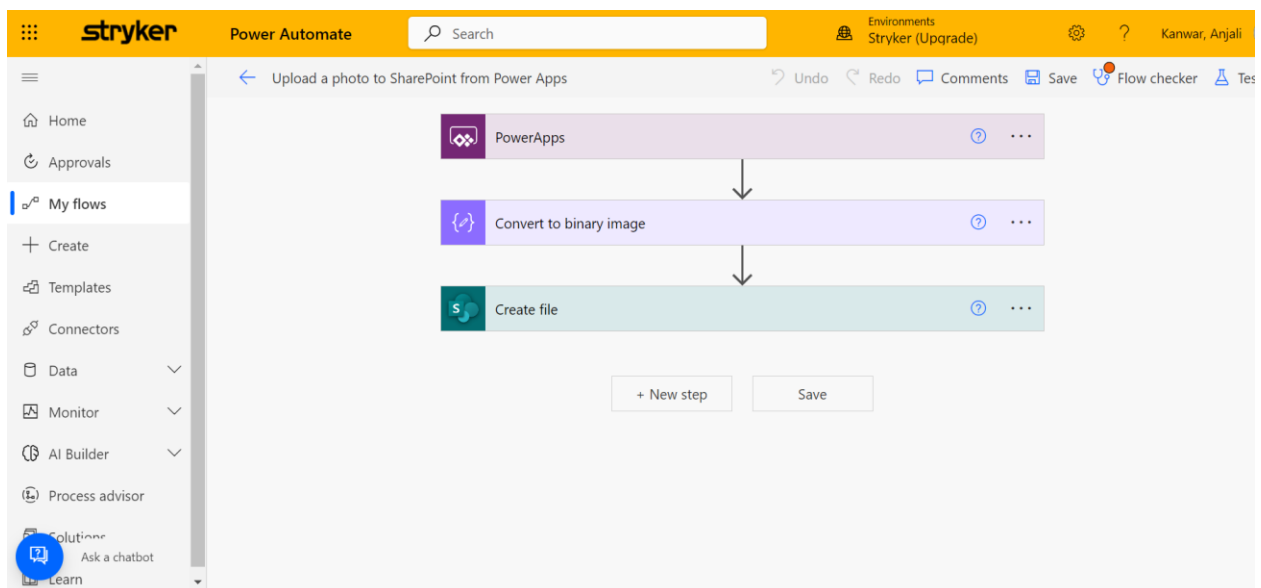 stryker Power Automate Search Environments
Stryker (Upgrade) ? Kanwar, Anjali
Upload a photo to SharePoint from Power Apps Undo Redo Comments Save Flow checker Tes
Home
Approvals
My flows
Create
Templates
Connectors
Data
Monitor
AI Builder
Process advisor
Solutions
Ask a chatbot
Learn
PowerApps
Convert to binary image
S Create file
+ New step Save